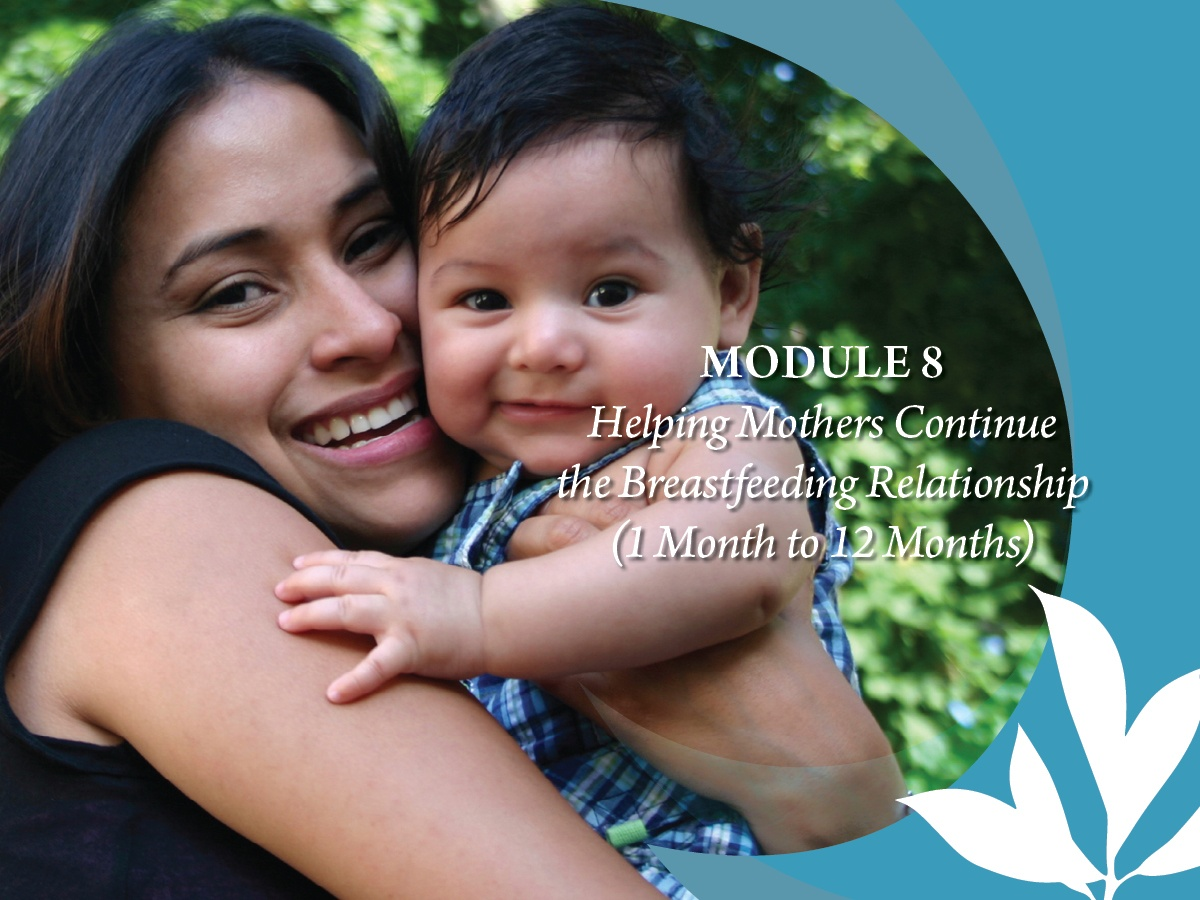 MODULE 8
Helping Mothers Continue
the Breastfeeding Relationship
(1 Month to 12 Months)